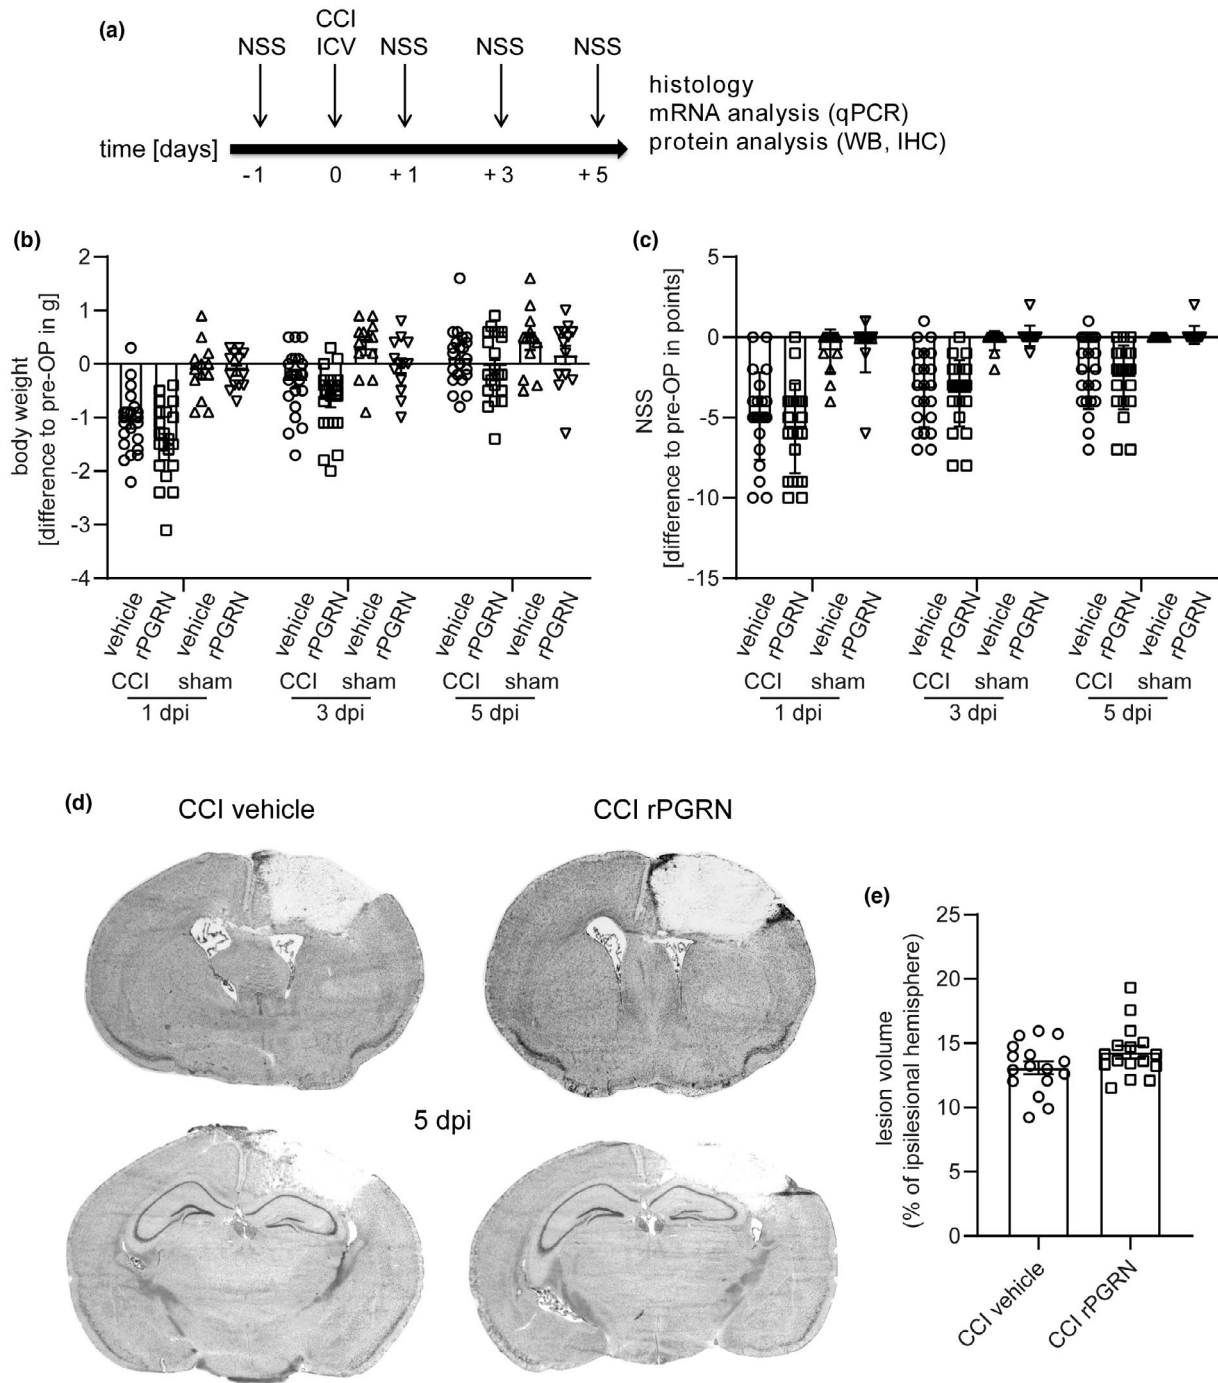 (a)
CCI
NSS ICV NSS NSS NSS
histology
mRNA analysis (qPCR)
time [days] protein analysis (WB, IHC)
-1 0 +1 +3 +5
(b)
body weight
[difference to pre-OP in g]
2
1
0
-1
-2
-3
-4
vehicle rPGRN vehicle rPGRN vehicle rPGRN vehicle rPGRN vehicle rPGRN vehicle rPGRN
CCI sham CCI sham CCI sham
1 dpi 3 dpi 5 dpi
(c)
NSS
[difference to pre-OP in points]
5
0
-5
-10
-15
vehicle rPGRN vehicle rPGRN vehicle rPGRN vehicle rPGRN vehicle rPGRN vehicle rPGRN
CCI sham CCI sham CCI sham
1 dpi 3 dpi 5 dpi
(d)
CCI vehicle CCI rPGRN
5 dpi
(e)
lesion volume
(% of ipsilesional hemisphere)
25
20
15
10
5
0
CCI vehicle CCI rPGRN